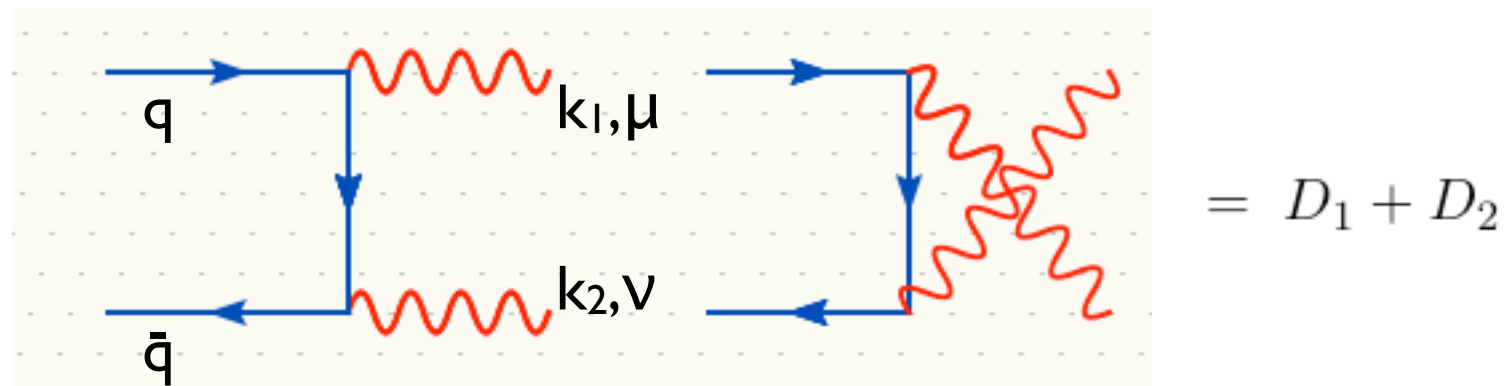 q
k₁,μ
= D₁ + D₂
k₂,ν
q̄